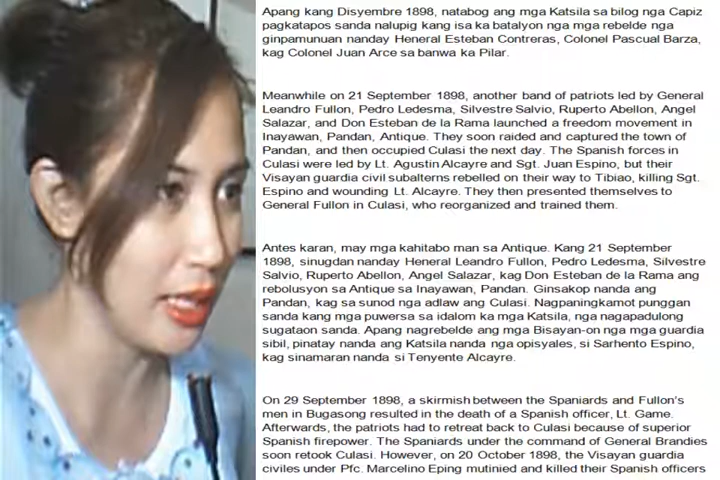 Apang kang Disyembre 1898, natabog ang mga Katsila sa bilog nga Capiz
pagkatapos sanda nalupig kang isa ka batalyon nga mga rebelde nga
ginpamunuan nanday Heneral Esteban Contreras, Colonel Pascual Barza,
kag Colonel Juan Arce sa banwa ka Pilar.
Meanwhile on 21 September 1898, another band of patriots led by General
Leandro Fullon, Pedro Ledesma, Silvestre Salvio, Ruperto Abellon, Angel
Salazar, and Don Esteban de la Rama launched a freedom movement in
Inayawan, Pandan, Antique. They soon raided and captured the town of
Pandan, and then occupied Culasi the next day. The Spanish forces in
Culasi were led by Lt. Agustin Alcayre and Sgt. Juan Espino, but their
Visayan guardia civil subalterns rebelled on their way to Tibiao, killing Sgt.
Espino and wounding Lt. Alcayre. They then presented themselves to
General Fullon in Culasi, who reorganized and trained them.
Antes karan, may mga kahitabo man sa Antique. Kang 21 September
1898, sinugdan nanday Heneral Leandro Fullon, Pedro Ledesma, Silvestre
Salvio, Ruperto Abellon, Angel Salazar, kag Don Esteban de la Rama ang
rebolusyon sa Antique sa Inayawan, Pandan. Ginsakop nanda ang
Pandan, kag sa sunod nga adlaw ang Culasi. Nagpaningkamot punggan
sanda kang mga puwersa sa idalom ka mga Katsila, nga nagapadulong
sugataon sanda. Apang nagrebelde ang mga Bisayan-on nga mga guardia
sibil, pinatay nanda ang Katsila nanda nga opisyales, si Sarhento Espino,
kag sinamaran nanda si Tenyente Alcayre.
On 29 September 1898, a skirmish between the Spaniards and Fullon's
men in Bugasong resulted in the death of a Spanish officer, Lt. Game.
Afterwards, the patriots had to retreat back to Culasi because of superior
Spanish firepower. The Spaniards under the command of General Brandies
soon retook Culasi. However, on 20 October 1898, the Visayan guardia
civiles under Pfc. Marcelino Eping mutinied and killed their Spanish officers